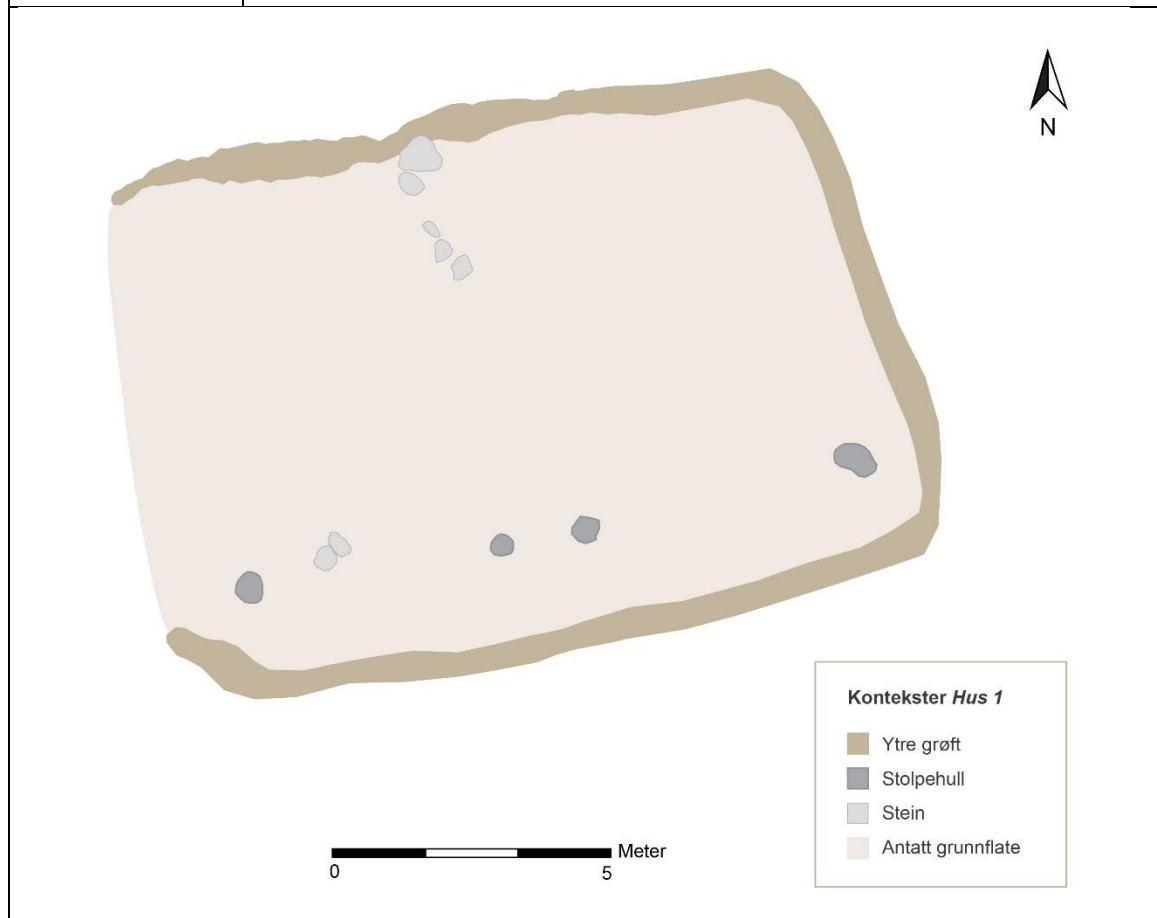 N
Kontekster Hus 1
Ytre grøft
Stolpehull
Stein
Antatt grunnflate
Meter
0 5